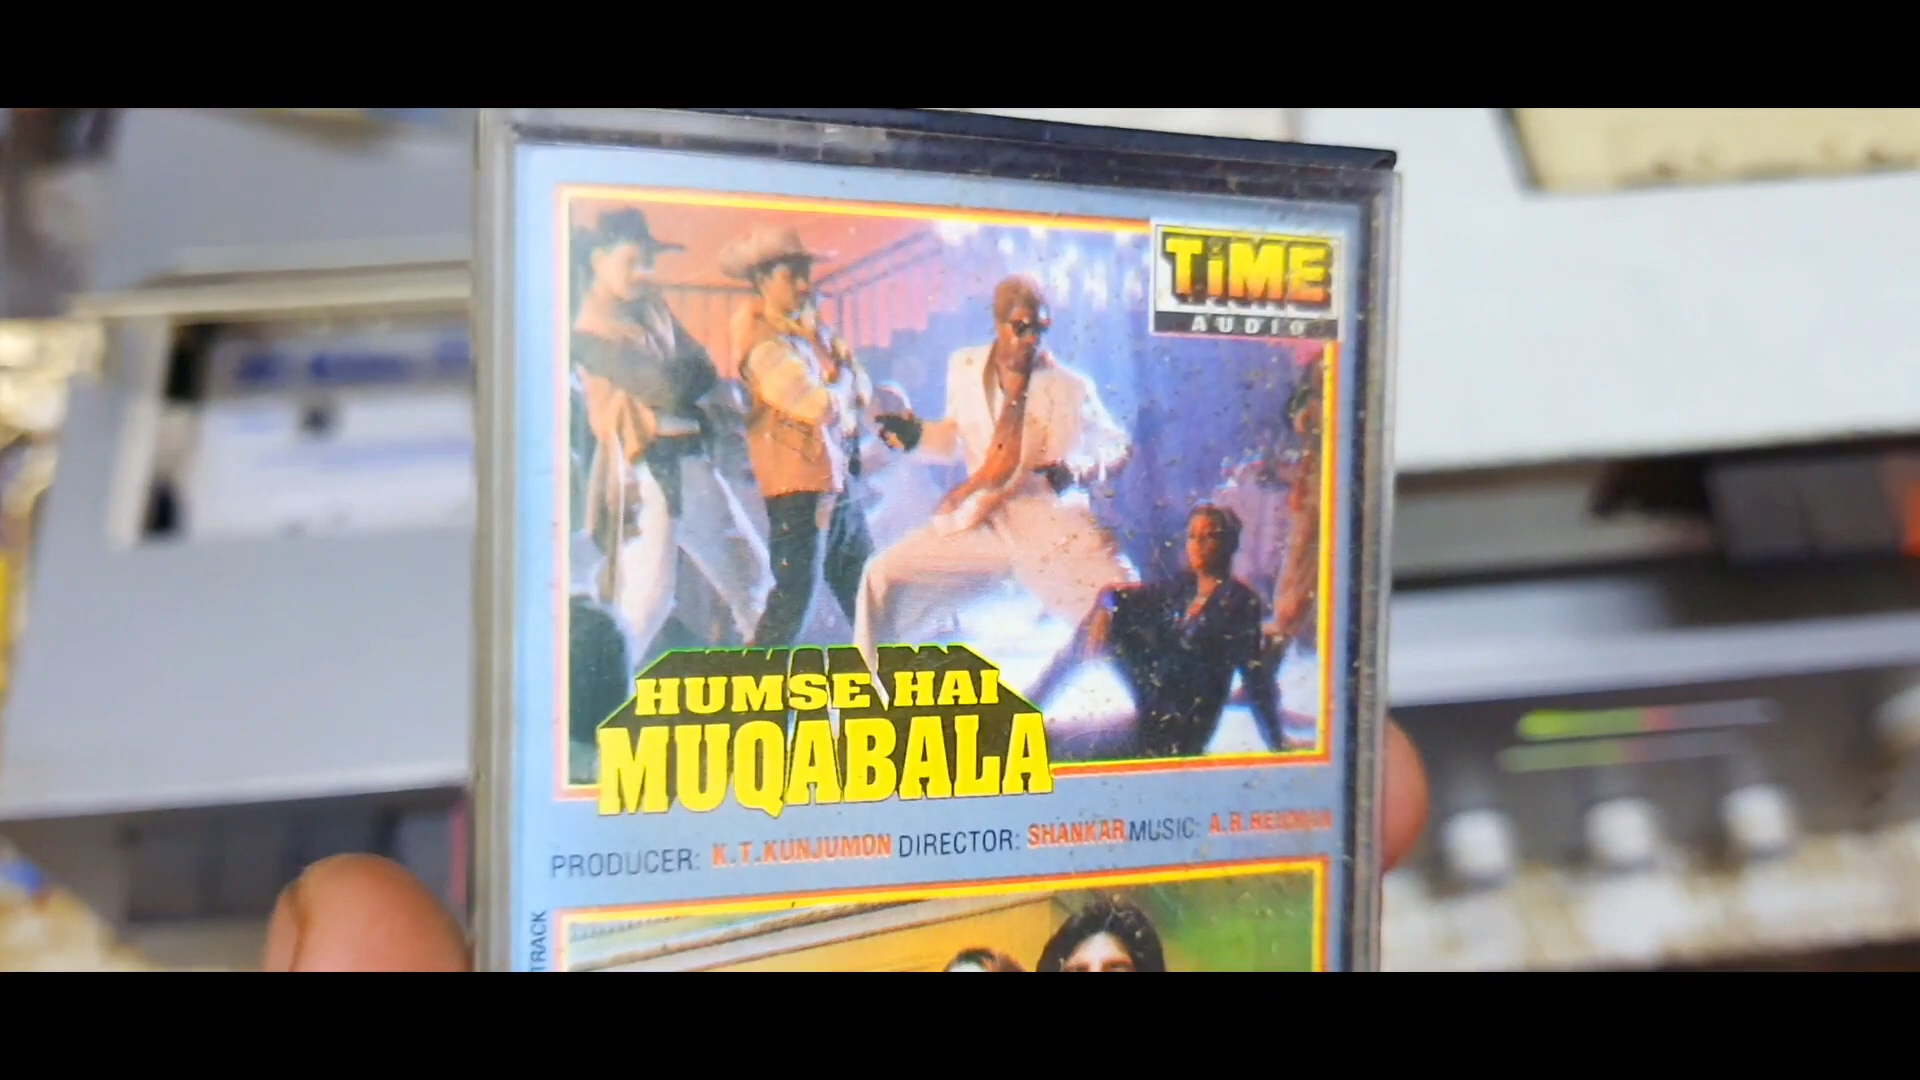 TiME
AUDIO
HUMSE HAI
MUQABALA
PRODUCER: K.T.KUNJUMON DIRECTOR: SHANKAR MUSIC: A.R.
TRACK